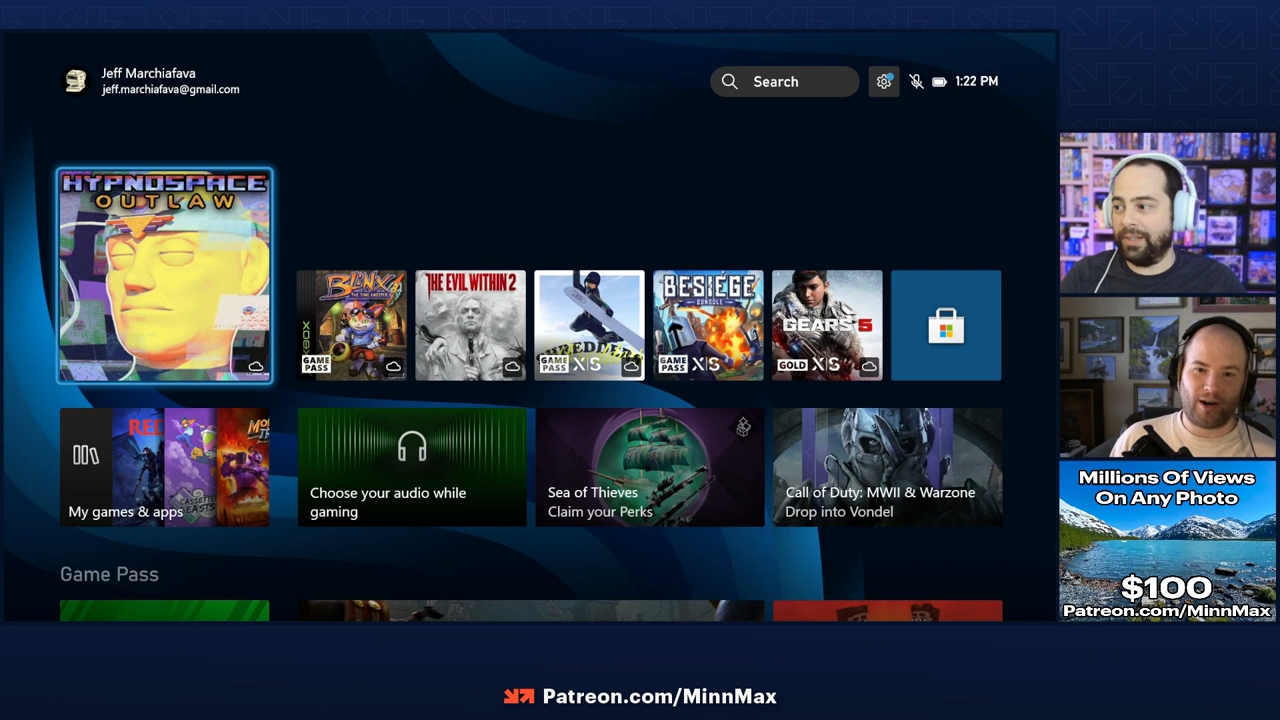 Jeff Marchiafava
jeff.marchiafava@gmail.com
Search
1:22 PM
HYPNOSPACE
OUTLAW
BLINX
THE TIME SWEEPER
XBOX
GAME
PASS
THE EVIL WITHIN 2
GAME
PASS
X|S
BESIEGE
CONSOLE
GAME
PASS
X|S
GEARS 5
GOLD
X|S
My games & apps
CASSETTE
BEASTS
Choose your audio while
gaming
Sea of Thieves
Claim your Perks
Call of Duty: MWII & Warzone
Drop into Vondel
Game Pass
Millions Of Views
On Any Photo
$100
Patreon.com/MinnMax
Patreon.com/MinnMax